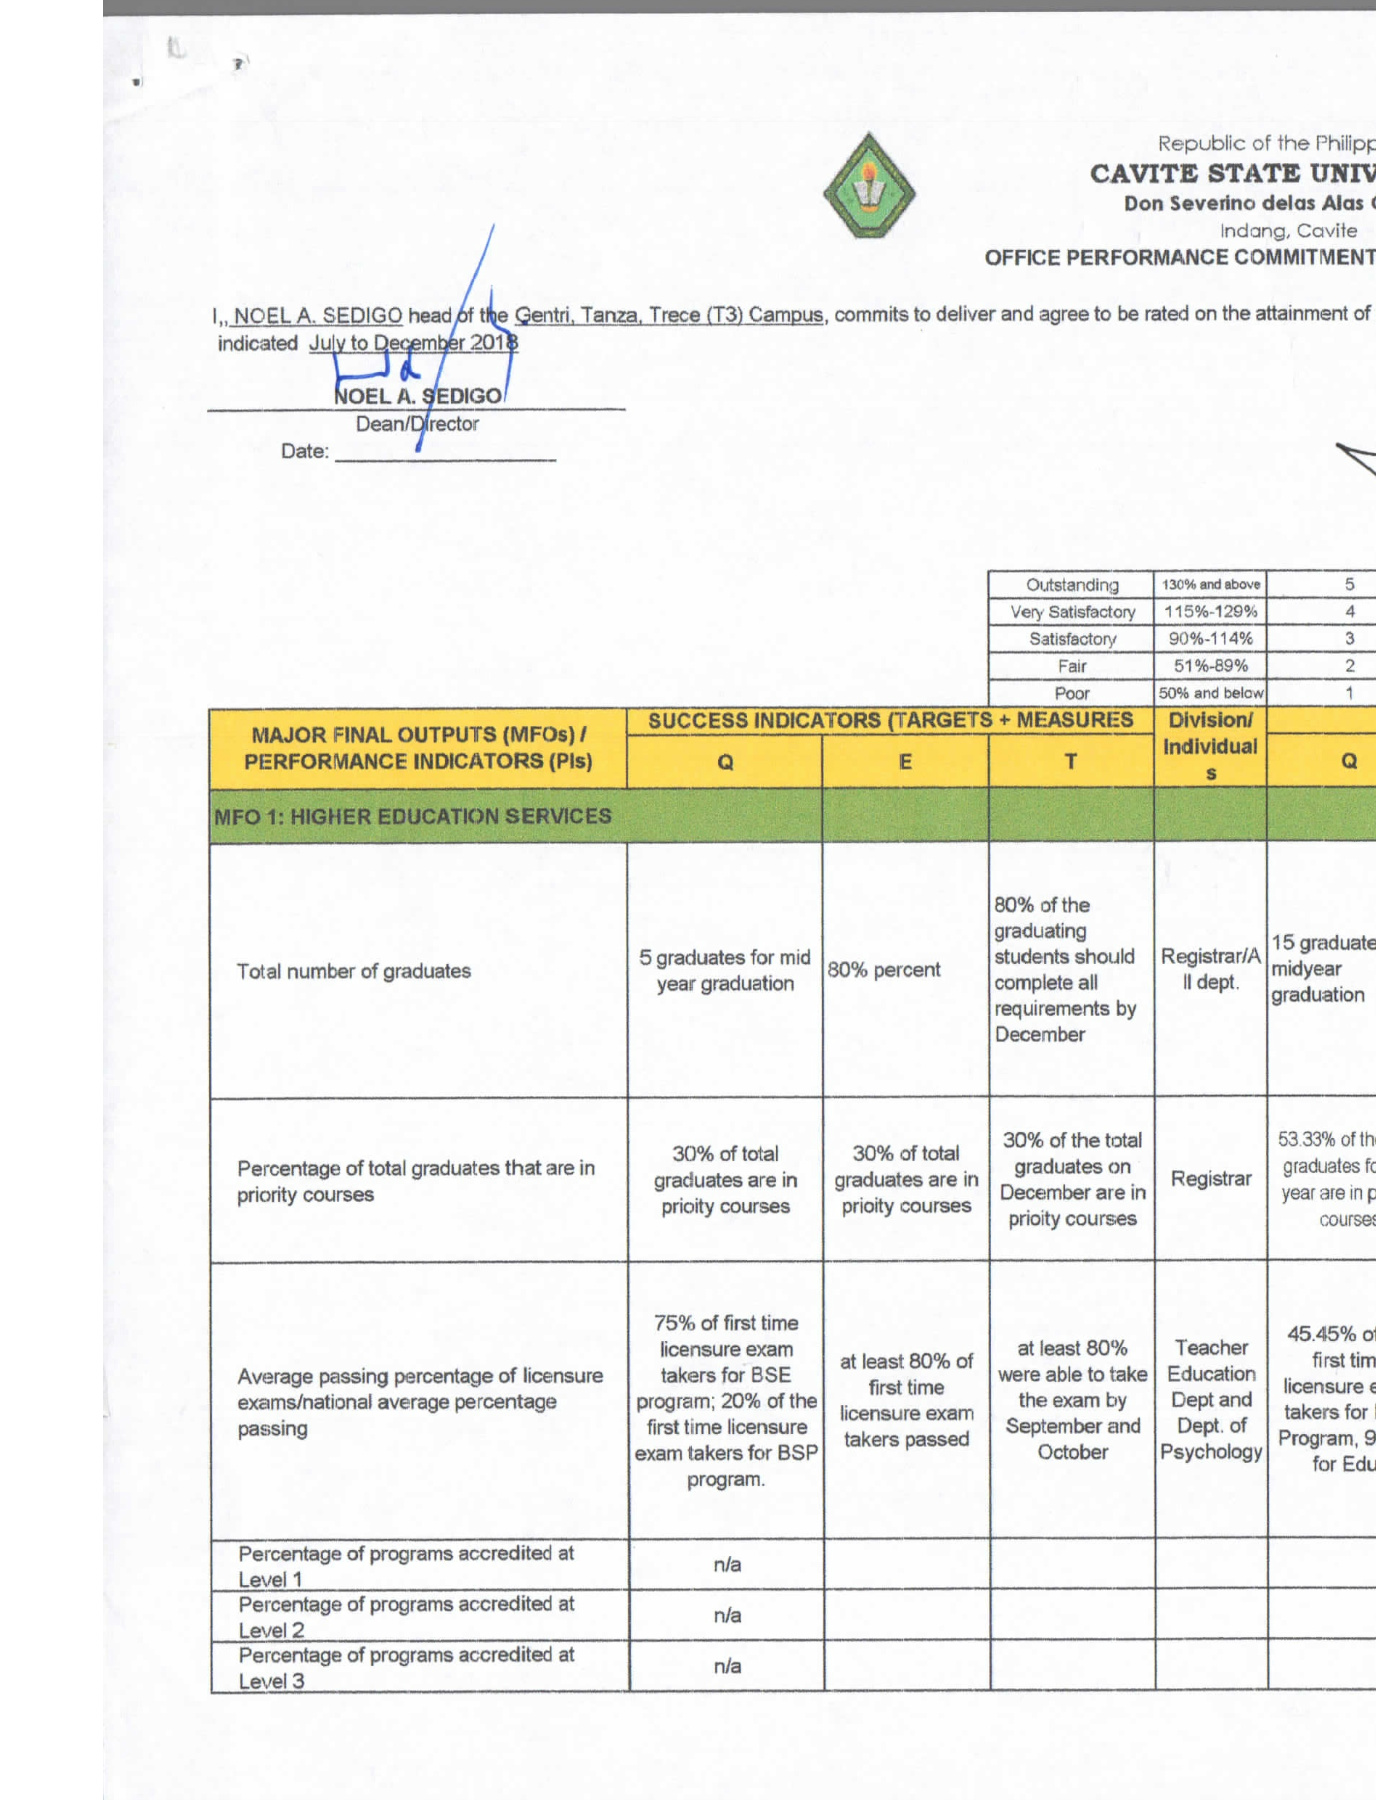 Republic of the Philipp
CAVITE STATE UNIV
Don Severino delas Alas
Indang, Cavite
OFFICE PERFORMANCE COMMITMENT
I,, NOEL A. SEDIGO head of the Gentri, Tanza, Trece (T3) Campus, commits to deliver and agree to be rated on the attainment of
indicated July to December 2018
NOEL A. SEDIGO
Dean/Director
Date:
Outstanding 130% and above 5
Very Satisfactory 115%-129% 4
Satisfactory 90%-114% 3
Fair 51%-89% 2
Poor 50% and below 1
MAJOR FINAL OUTPUTS (MFOs) /
PERFORMANCE INDICATORS (PIs)
SUCCESS INDICATORS (TARGETS + MEASURES
Q E T
Division/
Individual
s
Q
MFO 1: HIGHER EDUCATION SERVICES
Total number of graduates
5 graduates for mid
year graduation
80% percent
80% of the
graduating
students should
complete all
requirements by
December
Registrar/A
ll dept.
15 graduate
midyear
graduation
Percentage of total graduates that are in
priority courses
30% of total
graduates are in
prioity courses
30% of total
graduates are in
prioity courses
30% of the total
graduates on
December are in
prioity courses
Registrar
53.33% of th
graduates fo
year are in p
courses
Average passing percentage of licensure
exams/national average percentage
passing
75% of first time
licensure exam
takers for BSE
program; 20% of the
first time licensure
exam takers for BSP
program.
at least 80% of
first time
licensure exam
takers passed
at least 80%
were able to take
the exam by
September and
October
Teacher
Education
Dept and
Dept. of
Psychology
45.45% of
first tim
licensure e
takers for
Program, 9
for Edu
Percentage of programs accredited at
Level 1
n/a
Percentage of programs accredited at
Level 2
n/a
Percentage of programs accredited at
Level 3
n/a